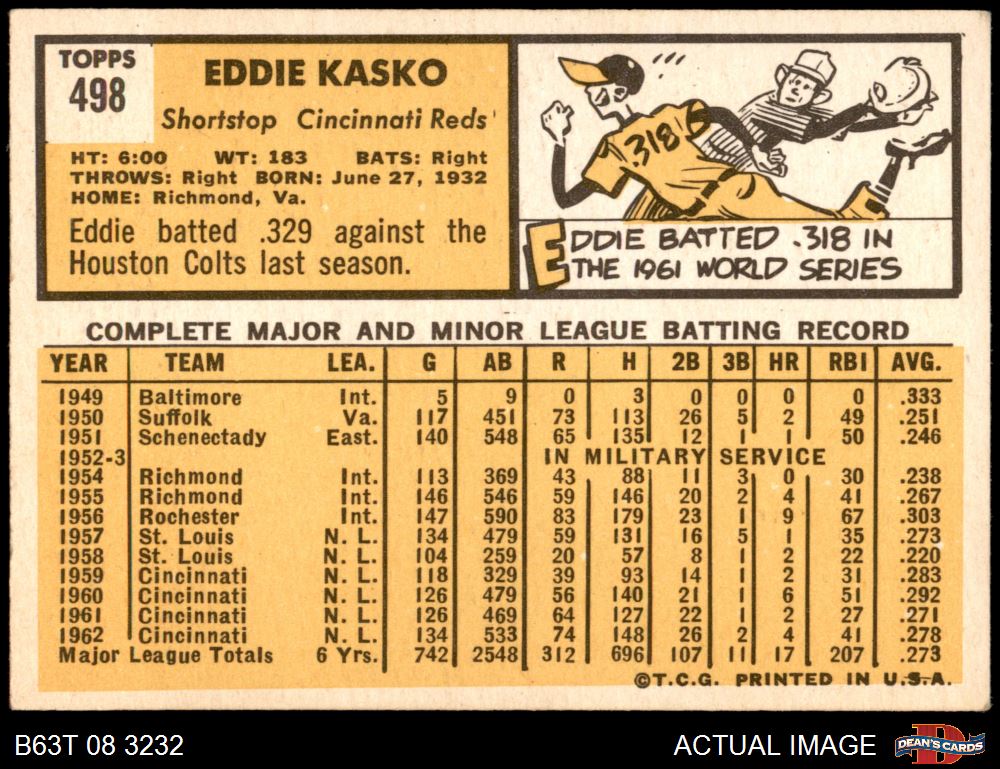 TOPPS
498
EDDIE KASKO
Shortstop Cincinnati Reds
HT: 6:00 WT: 183 BATS: Right
THROWS: Right BORN: June 27, 1932
HOME: Richmond, Va.
Eddie batted .329 against the
Houston Colts last season.
.318
EDDIE BATTED .318 IN
THE 1961 WORLD SERIES
COMPLETE MAJOR AND MINOR LEAGUE BATTING RECORD
YEAR TEAM LEA. G AB R H 2B 3B HR RBI AVG.
1949 Baltimore Int. 5 9 0 3 0 0 0 0 .333
1950 Suffolk Va. 117 451 73 113 26 5 2 49 .251
1951 Schenectady East. 140 548 65 135 12 1 1 50 .246
1952-3 IN MILITARY SERVICE
1954 Richmond Int. 113 369 43 88 11 3 0 30 .238
1955 Richmond Int. 146 546 59 146 20 2 4 41 .267
1956 Rochester Int. 147 590 83 179 23 1 9 67 .303
1957 St. Louis N. L. 134 479 59 131 16 5 1 35 .273
1958 St. Louis N. L. 104 259 20 57 8 1 2 22 .220
1959 Cincinnati N. L. 118 329 39 93 14 1 2 31 .283
1960 Cincinnati N. L. 126 479 56 140 21 1 6 51 .292
1961 Cincinnati N. L. 126 469 64 127 22 1 2 27 .271
1962 Cincinnati N. L. 134 533 74 148 26 2 4 41 .278
Major League Totals 6 Yrs. 742 2548 312 696 107 11 17 207 .273
©T.C.G. PRINTED IN U.S.A.
B63T 08 3232
ACTUAL IMAGE
DEAN'S CARDS